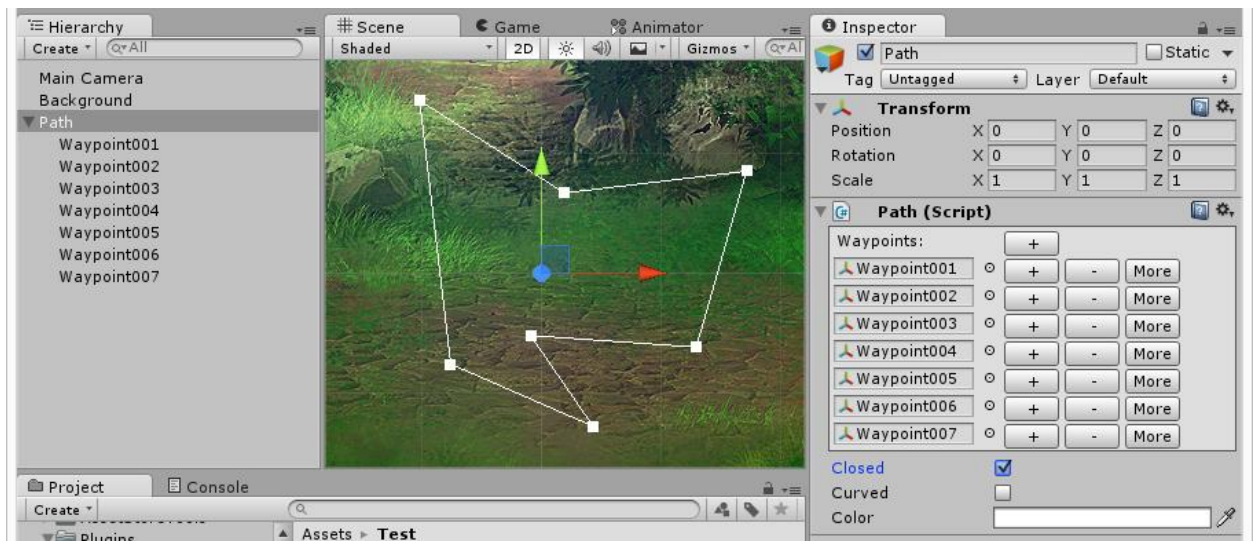 Hierarchy
Create All
Main Camera
Background
Path
Waypoint001
Waypoint002
Waypoint003
Waypoint004
Waypoint005
Waypoint006
Waypoint007
Scene Game Animator
Shaded 2D Gizmos Al
Inspector
Path Static
Tag Untagged Layer Default
Transform
Position X 0 Y 0 Z 0
Rotation X 0 Y 0 Z 0
Scale X 1 Y 1 Z 1
Path (Script)
Waypoints: +
Waypoint001 + - More
Waypoint002 + - More
Waypoint003 + - More
Waypoint004 + - More
Waypoint005 + - More
Waypoint006 + - More
Waypoint007 + - More
Closed
Curved
Color
Project Console
Create
Plugins
Assets ▸ Test